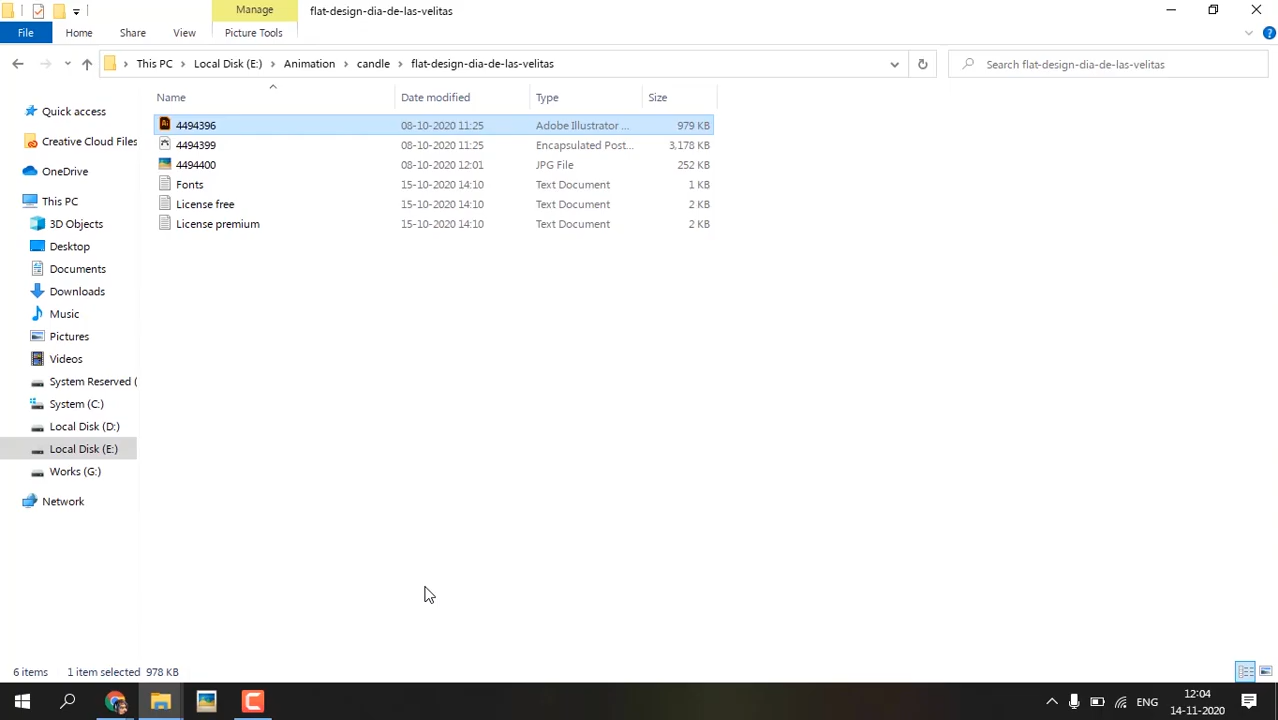 Manage
flat-design-dia-de-las-velitas
File
Home
Share
View
Picture Tools
This PC
Local Disk (E:)
Animation
candle
flat-design-dia-de-las-velitas
Search flat-design-dia-de-las-velitas
Name
Date modified
Type
Size
4494396
08-10-2020 11:25
Adobe Illustrator ...
979 KB
4494399
08-10-2020 11:25
Encapsulated Post...
3,178 KB
4494400
08-10-2020 12:01
JPG File
252 KB
Fonts
15-10-2020 14:10
Text Document
1 KB
License free
15-10-2020 14:10
Text Document
2 KB
License premium
15-10-2020 14:10
Text Document
2 KB
Quick access
Creative Cloud Files
OneDrive
This PC
3D Objects
Desktop
Documents
Downloads
Music
Pictures
Videos
System Reserved (
System (C:)
Local Disk (D:)
Local Disk (E:)
Works (G:)
Network
6 items
1 item selected
978 KB
ENG
12:04
14-11-2020